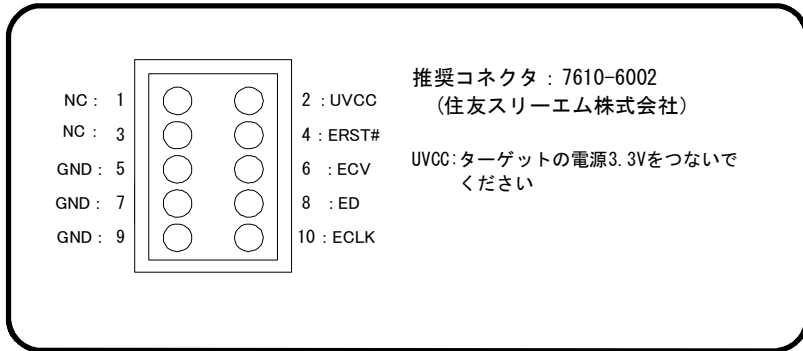 NC： 1
2 ：UVCC
NC： 3
4 ：ERST#
GND： 5
6 ：ECV
GND： 7
8 ：ED
GND： 9
10：ECLK
推奨コネクタ：7610-6002
（住友スリーエム株式会社）
UVCC:ターゲットの電源3.3Vをつないで
ください